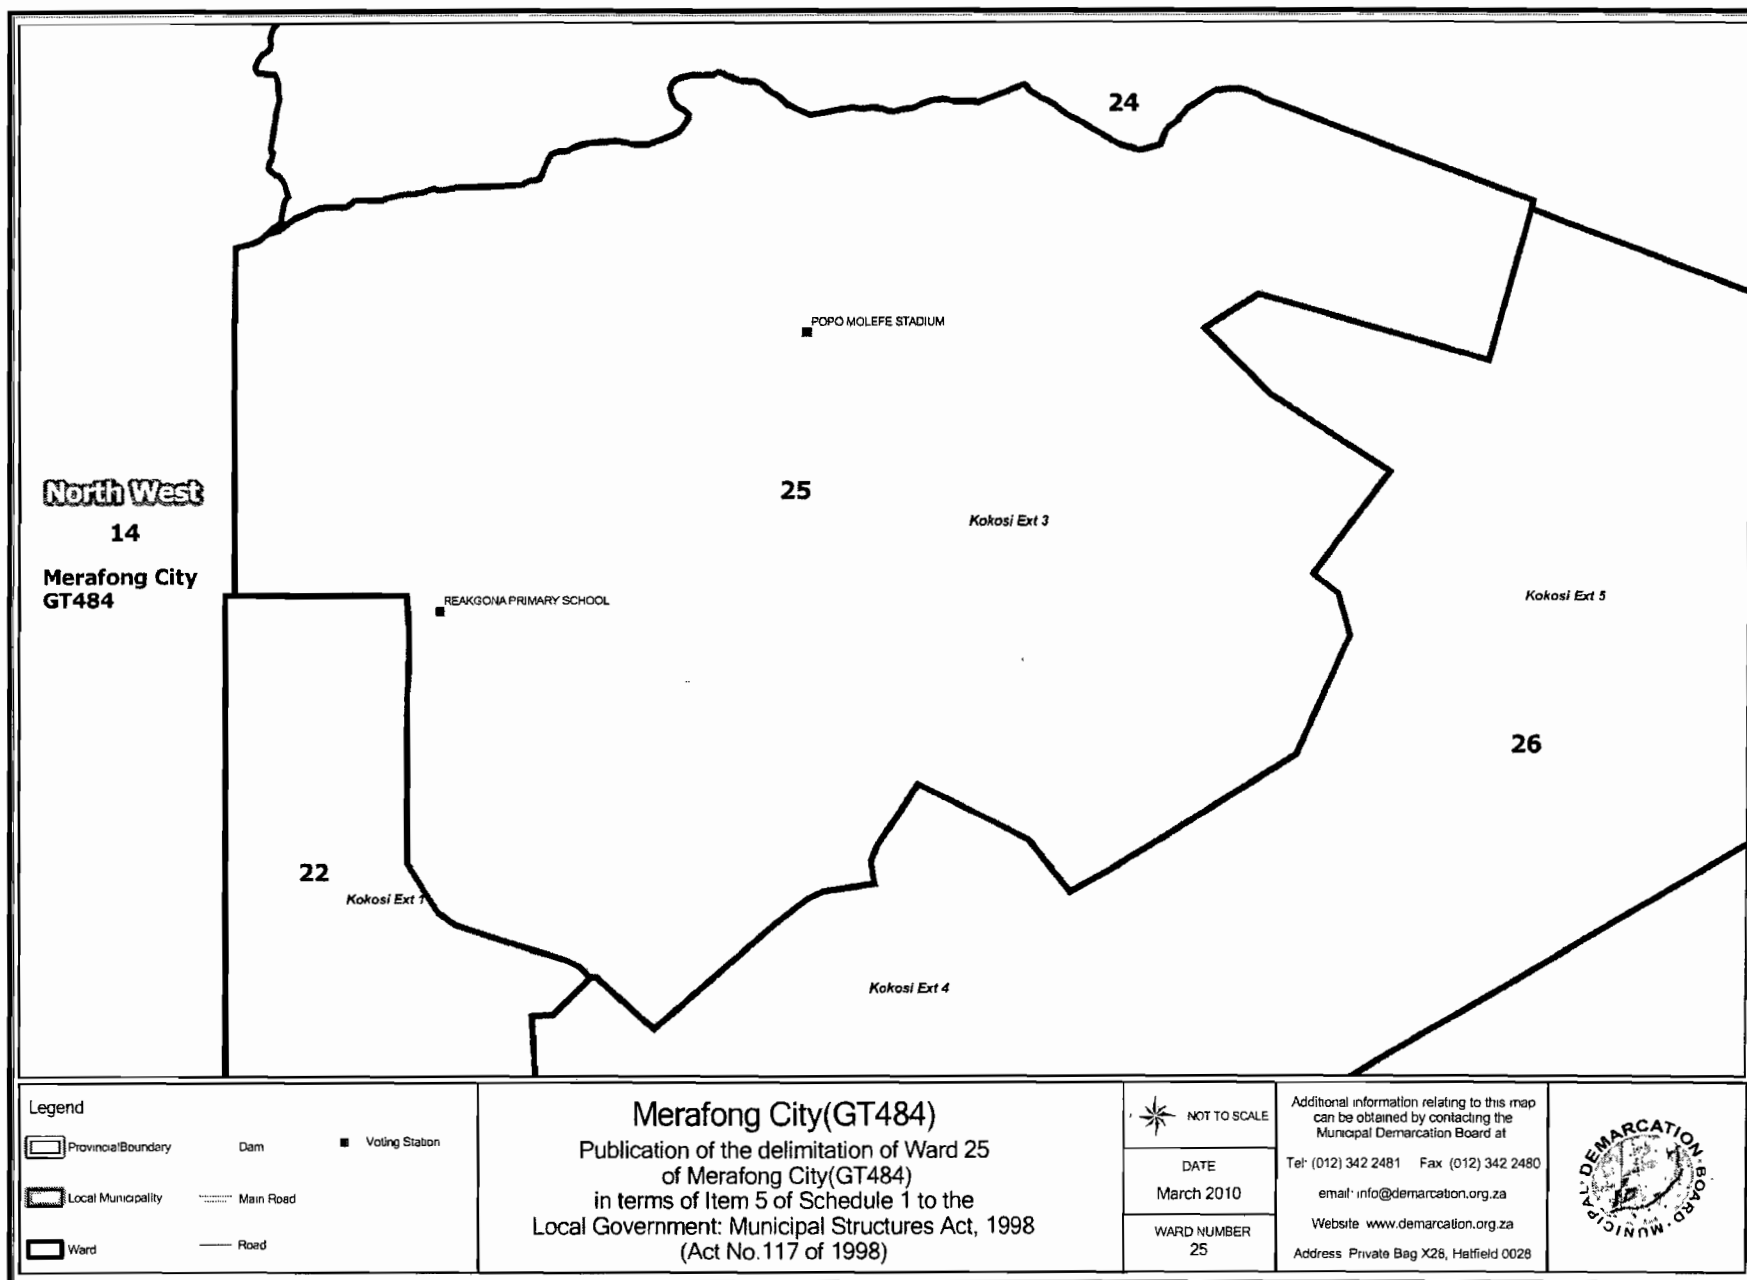 24
POPO MOLEFE STADIUM
North West
14
Merafong City
GT484
25
Kokosi Ext 3
REAKGONA PRIMARY SCHOOL
Kokosi Ext 5
26
22
Kokosi Ext 1
Kokosi Ext 4
Legend
Provincial Boundary
Dam
Voting Station
Local Municipality
Main Road
Ward
Road
Merafong City(GT484)
Publication of the delimitation of Ward 25
of Merafong City(GT484)
in terms of Item 5 of Schedule 1 to the
Local Government: Municipal Structures Act, 1998
(Act No.117 of 1998)
NOT TO SCALE
DATE
March 2010
WARD NUMBER
25
Additional information relating to this map
can be obtained by contacting the
Municipal Demarcation Board at
Tel: (012) 342 2481 Fax (012) 342 2480
email: info@demarcation.org.za
Website www.demarcation.org.za
Address Private Bag X28, Hatfield 0028
MUNICIPAL · DEMARCATION · BOARD ·